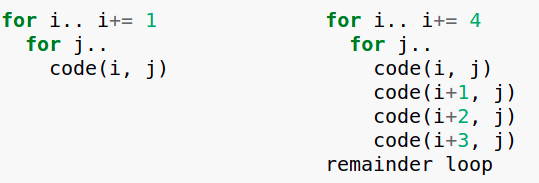 for i.. i+= 1
  for j..
    code(i, j)
for i.. i+= 4
  for j..
    code(i, j)
    code(i+1, j)
    code(i+2, j)
    code(i+3, j)
remainder loop